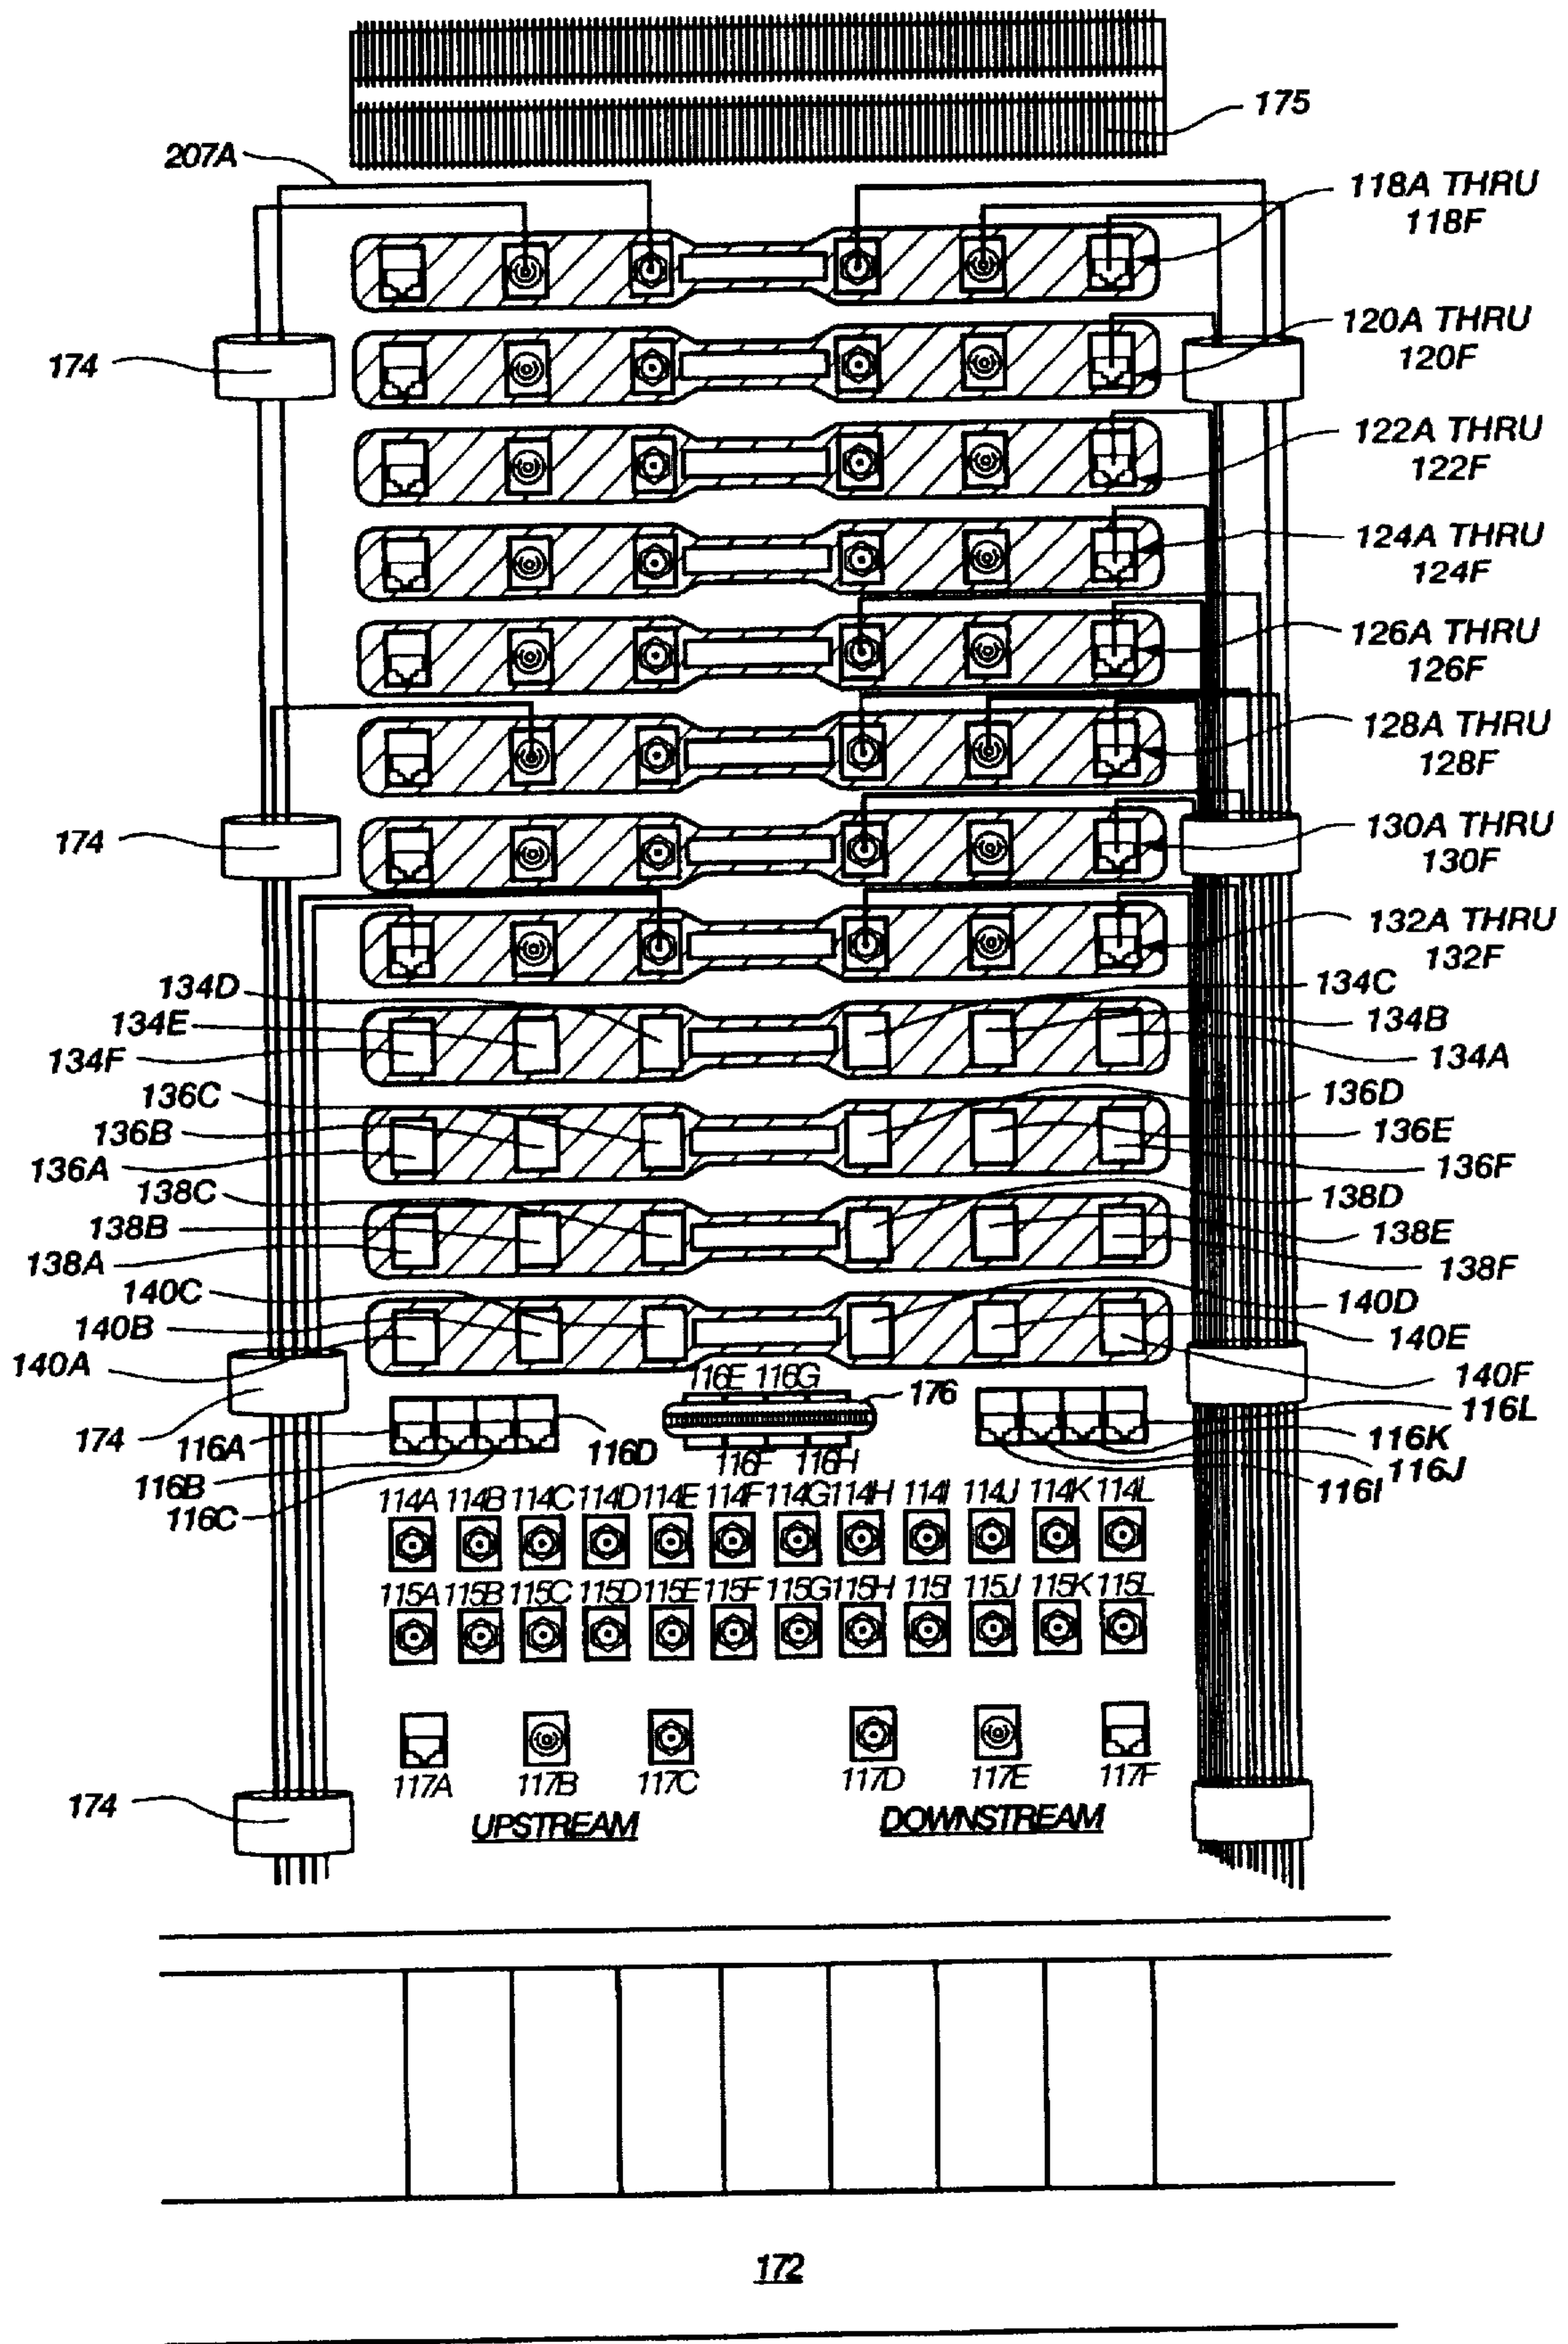 175
207A
118A THRU
118F
120A THRU
120F
174
122A THRU
122F
124A THRU
124F
126A THRU
126F
128A THRU
128F
174
130A THRU
130F
132A THRU
132F
134D
134C
134E
134B
134F
134A
136C
136D
136B
136E
136A
136F
138C
138D
138B
138E
138A
138F
140C
140D
140B
140E
140A
140F
116E 116G
176
116L
174
116A
116D
116K
116F 116H
116J
116B
116I
116C
114A 114B 114C 114D 114E 114F 114G 114H 114I 114J 114K 114L
115A 115B 115C 115D 115E 115F 115G 115H 115I 115J 115K 115L
117A 117B 117C 117D 117E 117F
174
UPSTREAM DOWNSTREAM
172